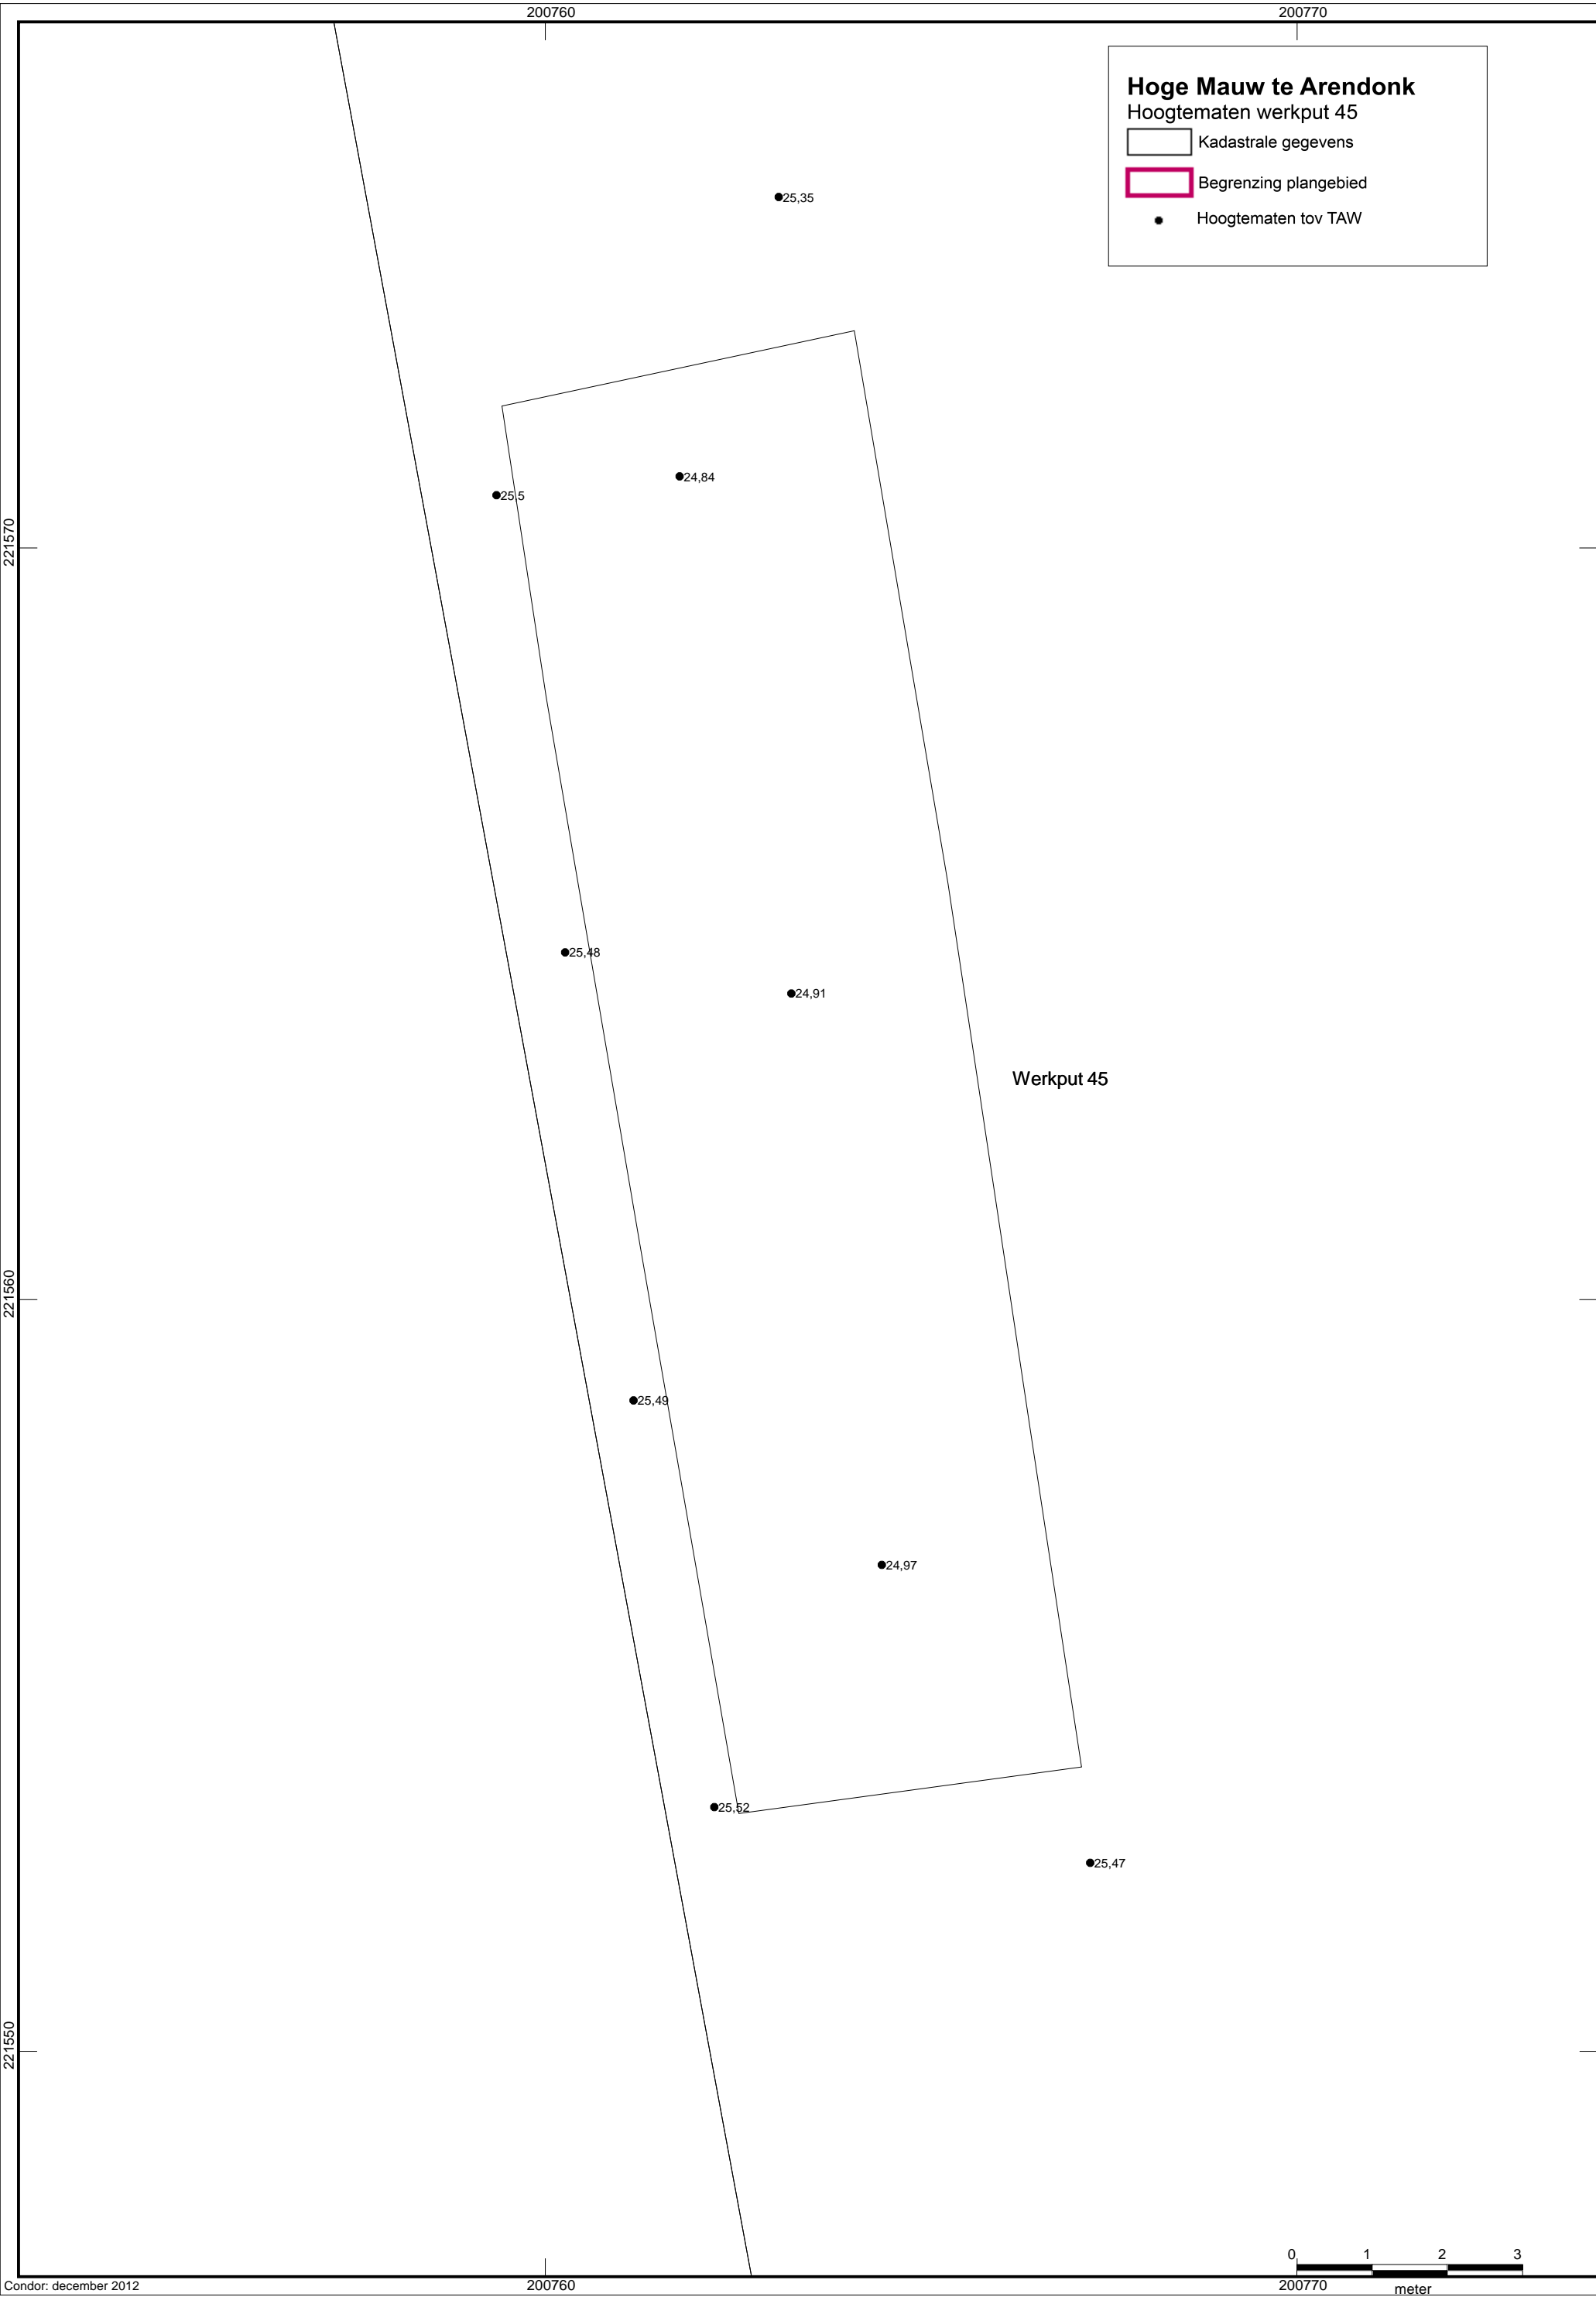 200760
200770
Hoge Mauw te Arendonk
Hoogtematen werkput 45
Kadastrale gegevens
Begrenzing plangebied
Hoogtematen tov TAW
25,35
24,84
25,5
221570
25,48
24,91
Werkput 45
221560
25,49
24,97
25,52
25,47
221550
0 1 2 3
meter
Condor: december 2012
200760
200770